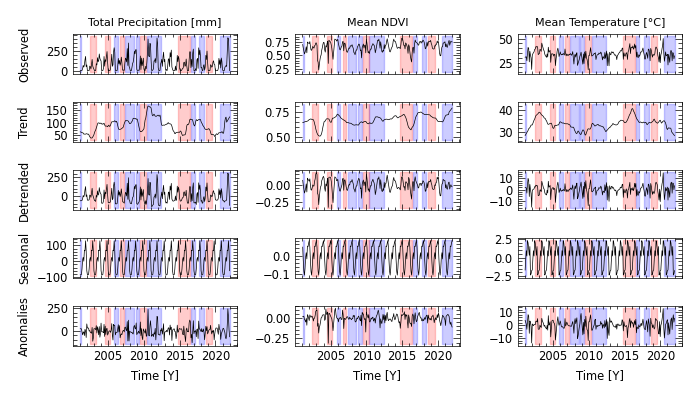 Total Precipitation [mm] Mean NDVI Mean Temperature [°C]
Observed 250 0 0.75 0.50 0.25 50 25
Trend 150 100 50 0.75 0.50 40 30
Detrended 250 0 0.00 −0.25 10 0 −10
Seasonal 100 0 −100 0.0 −0.1 2.5 0.0 −2.5
Anomalies 250 0 0.00 −0.25 10 0 −10
2005 2010 2015 2020 2005 2010 2015 2020 2005 2010 2015 2020
Time [Y] Time [Y] Time [Y]